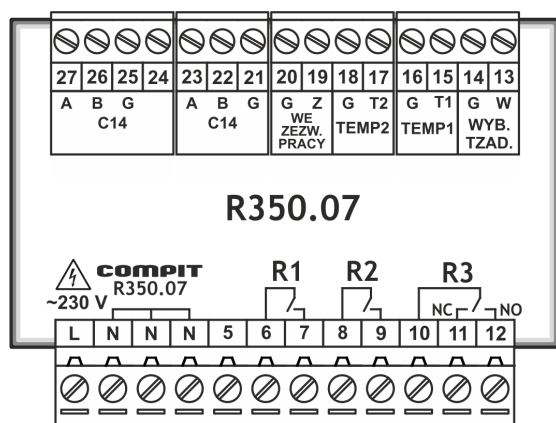 27 26 25 24 23 22 21 20 19 18 17 16 15 14 13
A B G A B G G Z G T2 G T1 G W
C14 C14 WE TEMP2 TEMP1 WYB.
ZEZW. TZAD.
PRACY
R350.07
COMPIT R1 R2 R3
R350.07
~230 V NC NO
L N N N 5 6 7 8 9 10 11 12